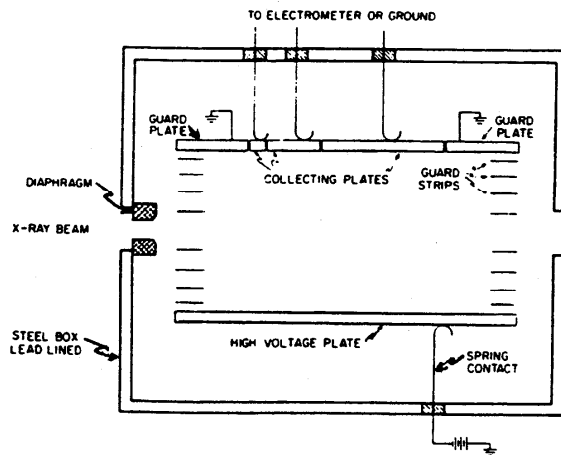 TO ELECTROMETER OR GROUND
GUARD
PLATE
GUARD
PLATE
COLLECTING PLATES
GUARD
STRIPS
DIAPHRAGM
X-RAY BEAM
STEEL BOX
LEAD LINED
HIGH VOLTAGE PLATE
SPRING
CONTACT